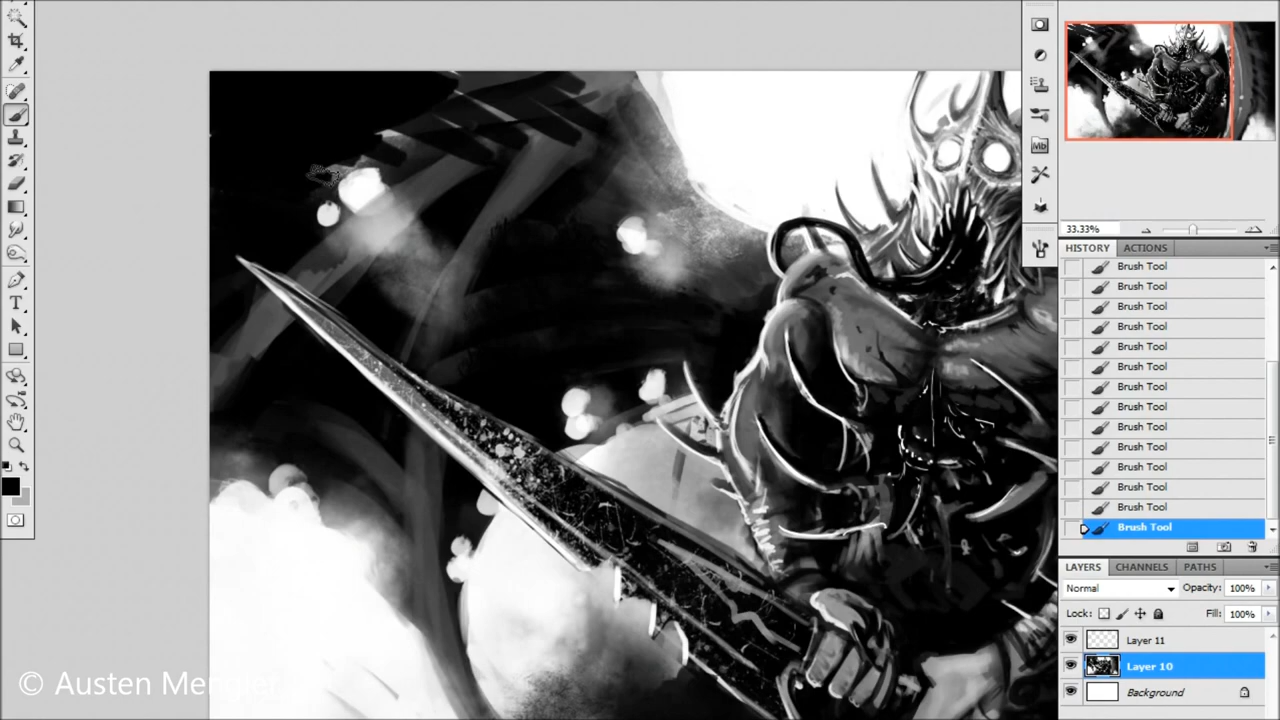 Mb
33.33%
HISTORY
ACTIONS
Brush Tool
Brush Tool
Brush Tool
Brush Tool
Brush Tool
Brush Tool
Brush Tool
Brush Tool
Brush Tool
Brush Tool
Brush Tool
Brush Tool
Brush Tool
Brush Tool
LAYERS
CHANNELS
PATHS
Normal
Opacity: 100%
Lock:
Fill: 100%
Layer 11
Layer 10
Background
T
© Austen Mengler